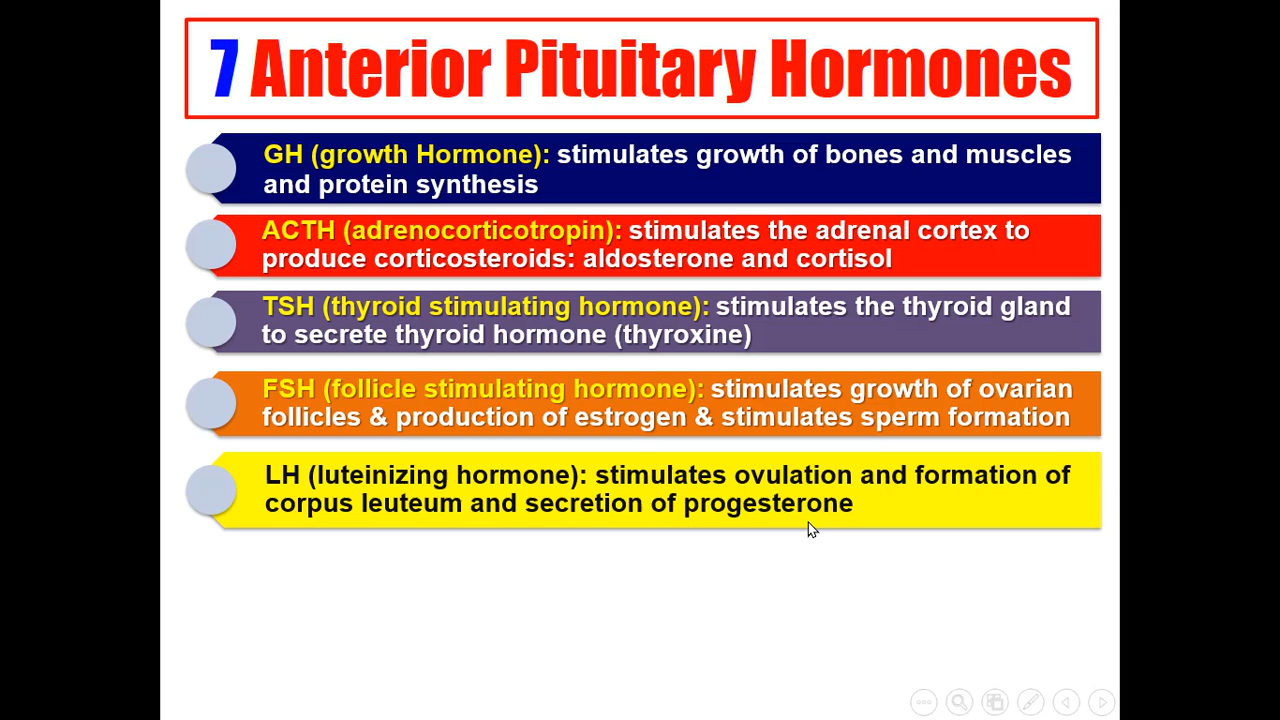 7 Anterior Pituitary Hormones
GH (growth Hormone): stimulates growth of bones and muscles
and protein synthesis
ACTH (adrenocorticotropin): stimulates the adrenal cortex to
produce corticosteroids: aldosterone and cortisol
TSH (thyroid stimulating hormone): stimulates the thyroid gland
to secrete thyroid hormone (thyroxine)
FSH (follicle stimulating hormone): stimulates growth of ovarian
follicles & production of estrogen & stimulates sperm formation
LH (luteinizing hormone): stimulates ovulation and formation of
corpus leuteum and secretion of progesterone